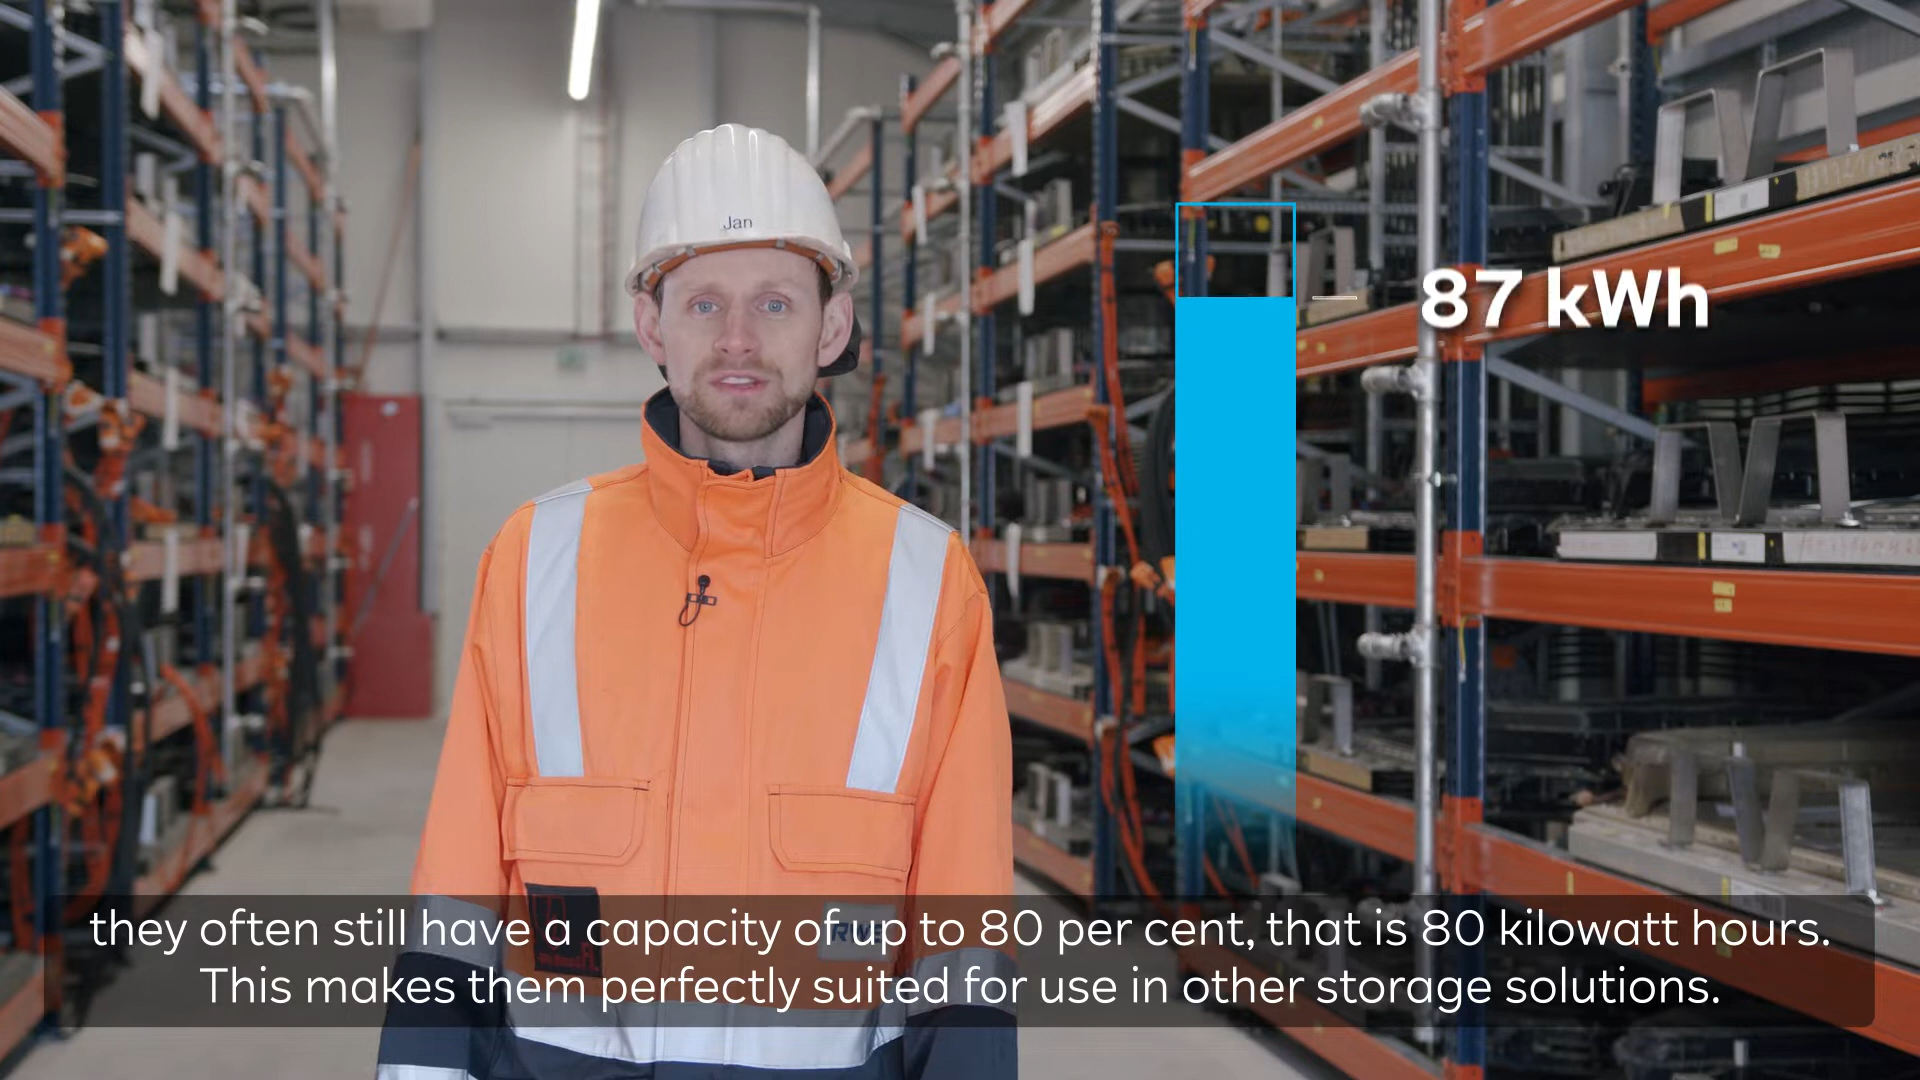 Jan
87 kWh
they often still have a capacity of up to 80 per cent, that is 80 kilowatt hours.
This makes them perfectly suited for use in other storage solutions.